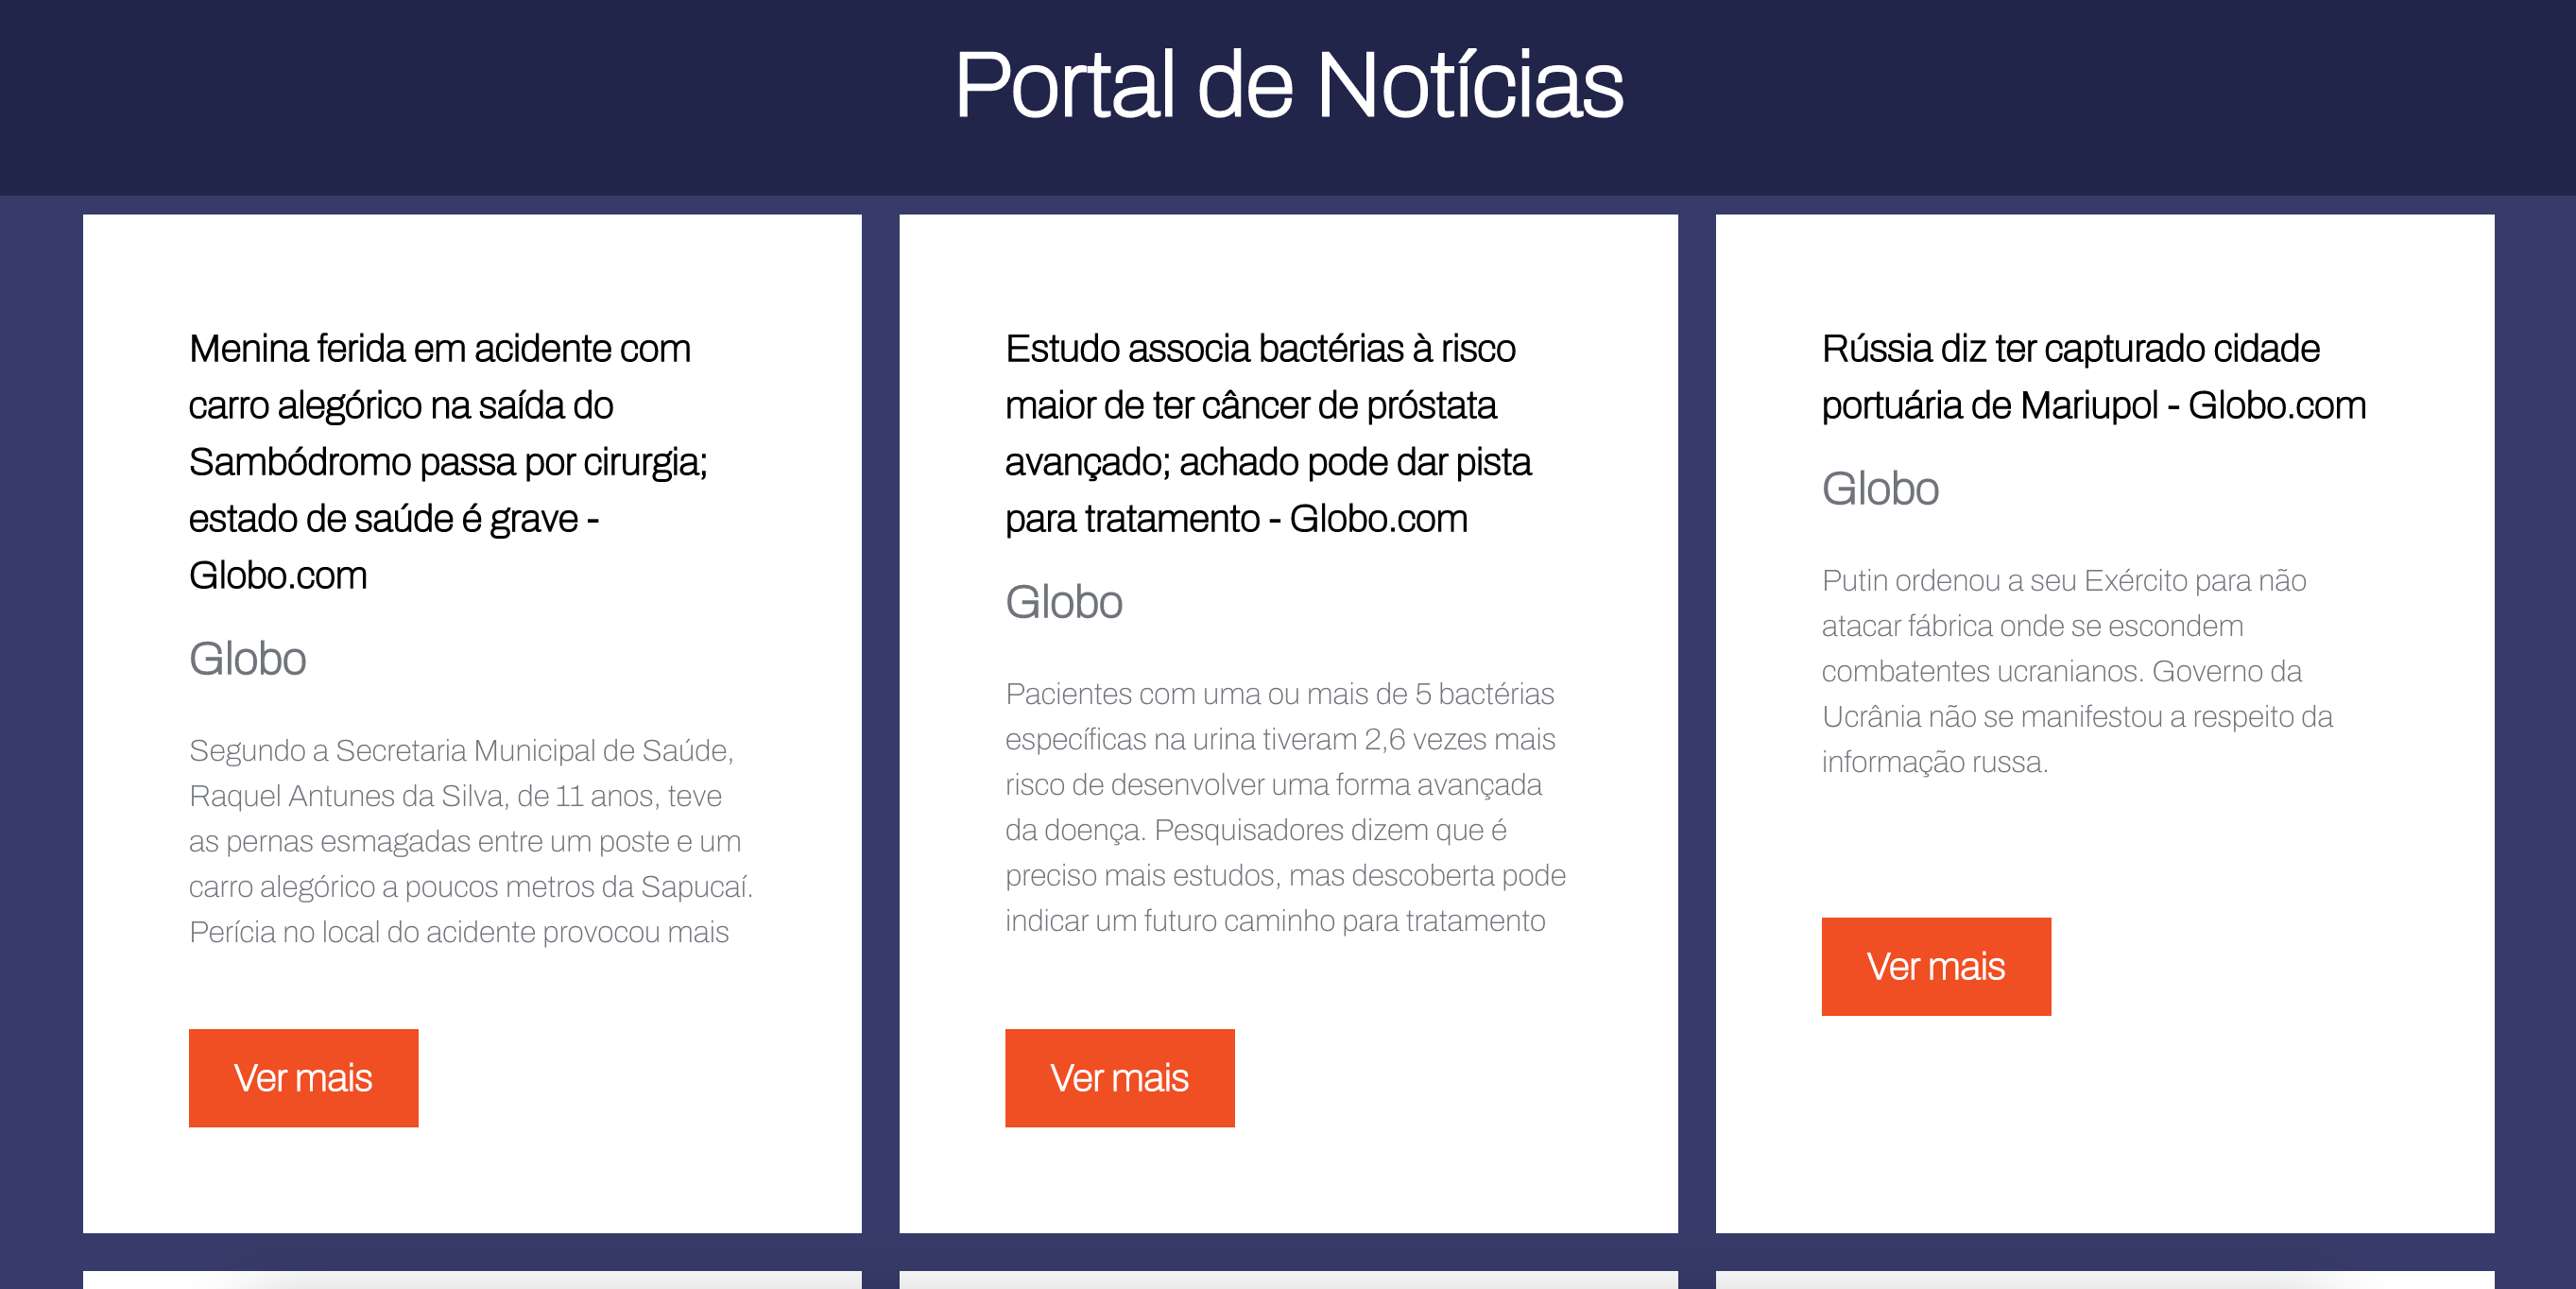 Portal de Notícias
Menina ferida em acidente com
carro alegórico na saída do
Sambódromo passa por cirurgia;
estado de saúde é grave -
Globo.com
Globo
Segundo a Secretaria Municipal de Saúde,
Raquel Antunes da Silva, de 11 anos, teve
as pernas esmagadas entre um poste e um
carro alegórico a poucos metros da Sapucaí.
Perícia no local do acidente provocou mais
Ver mais
Estudo associa bactérias à risco
maior de ter câncer de próstata
avançado; achado pode dar pista
para tratamento - Globo.com
Globo
Pacientes com uma ou mais de 5 bactérias
específicas na urina tiveram 2,6 vezes mais
risco de desenvolver uma forma avançada
da doença. Pesquisadores dizem que é
preciso mais estudos, mas descoberta pode
indicar um futuro caminho para tratamento
Ver mais
Rússia diz ter capturado cidade
portuária de Mariupol - Globo.com
Globo
Putin ordenou a seu Exército para não
atacar fábrica onde se escondem
combatentes ucranianos. Governo da
Ucrânia não se manifestou a respeito da
informação russa.
Ver mais